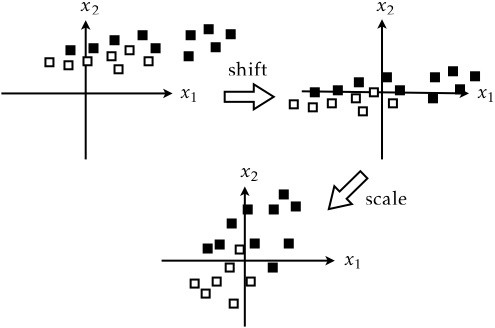 x₂
x₁
shift
x₂
x₁
scale
x₂
x₁